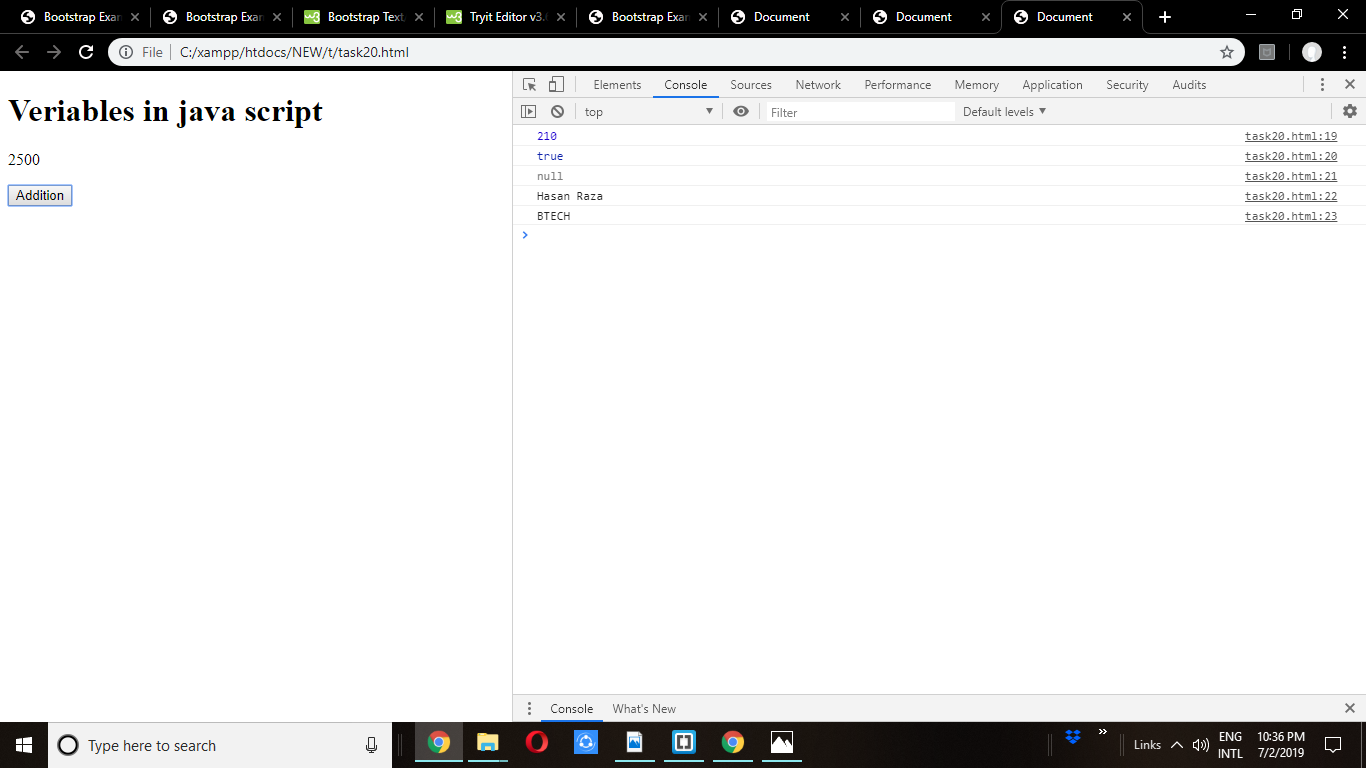 Bootstrap Exan
Bootstrap Exan
Bootstrap Text,
Tryit Editor v3.6
Bootstrap Exan
Document
Document
Document
File C:/xampp/htdocs/NEW/t/task20.html
Veriables in java script
2500
Addition
Elements Console Sources Network Performance Memory Application Security Audits
top Filter Default levels
210 task20.html:19
true task20.html:20
null task20.html:21
Hasan Raza task20.html:22
BTECH task20.html:23
Console What's New
Type here to search
Links
ENG
INTL
10:36 PM
7/2/2019